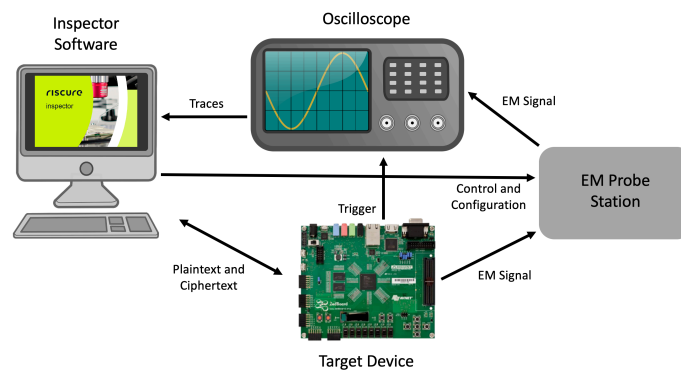 Inspector
Software
Oscilloscope
riscure
inspector
Traces
EM Signal
EM Probe
Station
Control and
Configuration
Trigger
Plaintext and
Ciphertext
EM Signal
ZedBoard
Target Device